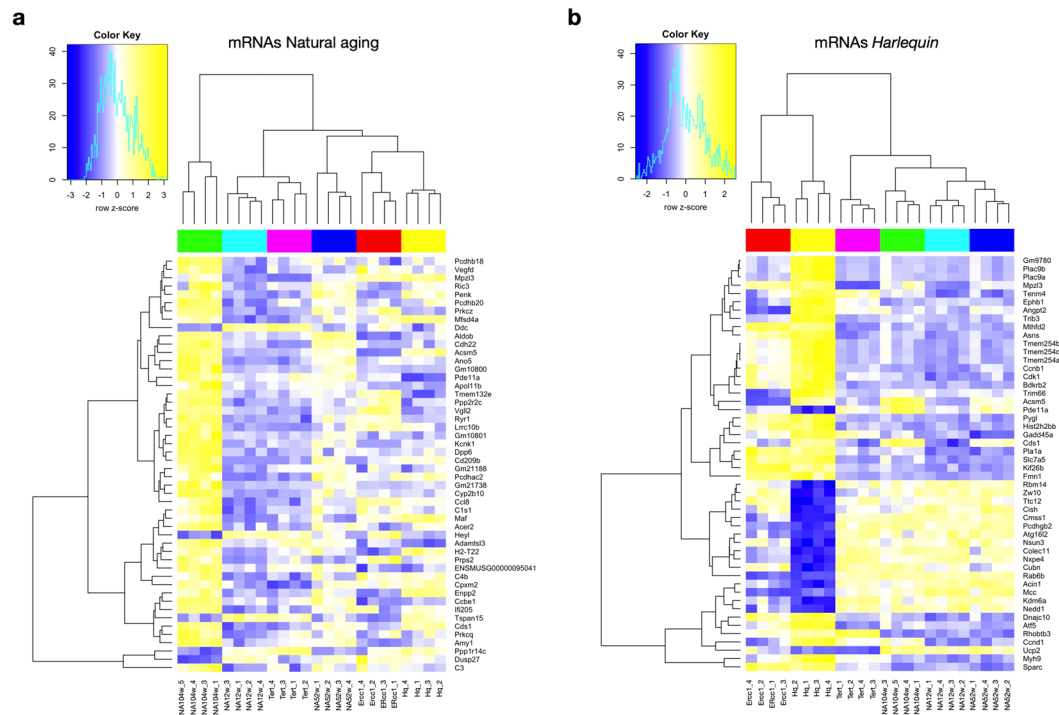 a
mRNAs Natural aging
Color Key
40
30
20
10
0
-3 -2 -1 0 1 2 3
row z-score
Pcdhb18
Vegfd
Mpzl3
Ric3
Penk
Pcdhb20
Prkcz
Mfsd4a
Ddc
Aldob
Cdh22
Acsm5
Ano5
Gm10800
Pde11a
Apol11b
Tmem132e
Ppp2r2c
Vgll2
Ryr1
Lrrc10b
Gm10801
Kcnk1
Dpp6
Cd209b
Gm21188
Pcdhac2
Gm21738
Cyp2b10
Ccl8
C1s1
Maf
Acer2
Heyl
Adamtsl3
H2-T22
Prps2
ENSMUSG00000095041
C4b
Cpxm2
Enpp2
Ccbe1
Ifi205
Tspan15
Cds1
Prkcq
Amy1
Ppp1r14c
Dusp27
C3
NA104w_5
NA104w_4
NA104w_3
NA104w_1
NA12w_3
NA12w_1
NA12w_2
NA12w_4
Tert_4
Tert_3
Tert_1
Tert_2
NA52w_1
NA52w_2
NA52w_3
NA52w_4
Ercc1_4
Ercc1_2
ERcc1_3
ERcc1_1
Hq_4
Hq_1
Hq_3
Hq_2
b
mRNAs Harlequin
Color Key
40
30
20
10
0
-2 -1 0 1 2
row z-score
Gm9780
Plac9b
Plac9a
Mpzl3
Tenm4
Ephb1
Angpt2
Trib3
Mthfd2
Asns
Tmem254b
Tmem254c
Tmem254a
Ccnb1
Cdk1
Bdkrb2
Trim66
Acsm5
Pde11a
Pygl
Hist2h2bb
Gadd45a
Cds1
Pla1a
Slc7a5
Kif26b
Fmn1
Rbm14
Zw10
Ttc12
Cish
Cmss1
Pcdhgb2
Atg16l2
Nsun3
Colec11
Nxpe4
Cubn
Rab6b
Acin1
Mcc
Kdm6a
Nedd1
Dnajc10
Atf5
Rhobtb3
Ccnd1
Ucp2
Myh9
Sparc
Ercc1_4
Ercc1_2
ERcc1_1
Ercc1_3
Hq_2
Hq_1
Hq_3
Hq_4
Tert_1
Tert_2
Tert_4
Tert_3
NA104w_3
NA104w_5
NA104w_4
NA104w_1
NA12w_1
NA12w_3
NA12w_4
NA12w_2
NA52w_1
NA52w_4
NA52w_3
NA52w_2